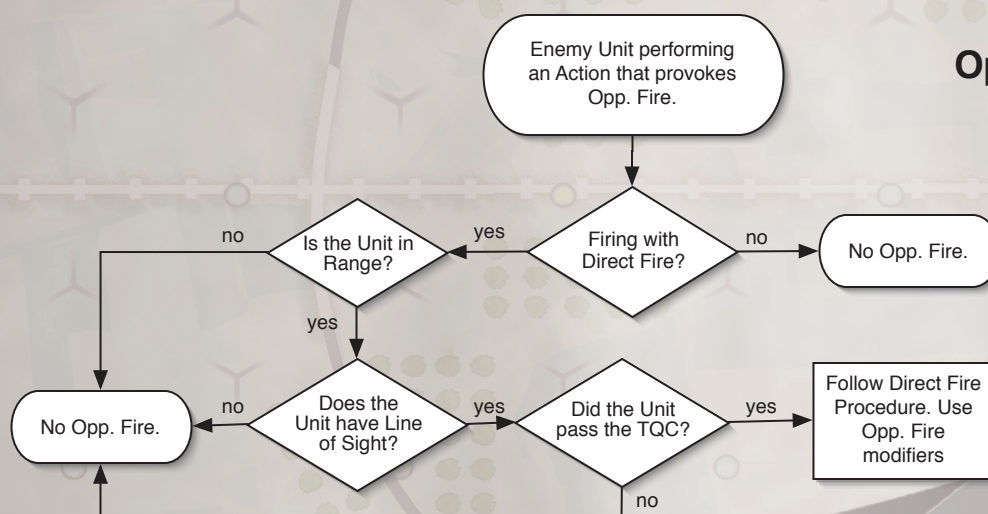 Enemy Unit performing
an Action that provokes
Opp. Fire.
Op
no
Is the Unit in
Range?
yes
Firing with
Direct Fire?
no
No Opp. Fire.
yes
No Opp. Fire.
no
Does the
Unit have Line
of Sight?
yes
Did the Unit
pass the TQC?
yes
Follow Direct Fire
Procedure. Use
Opp. Fire
modifiers
no